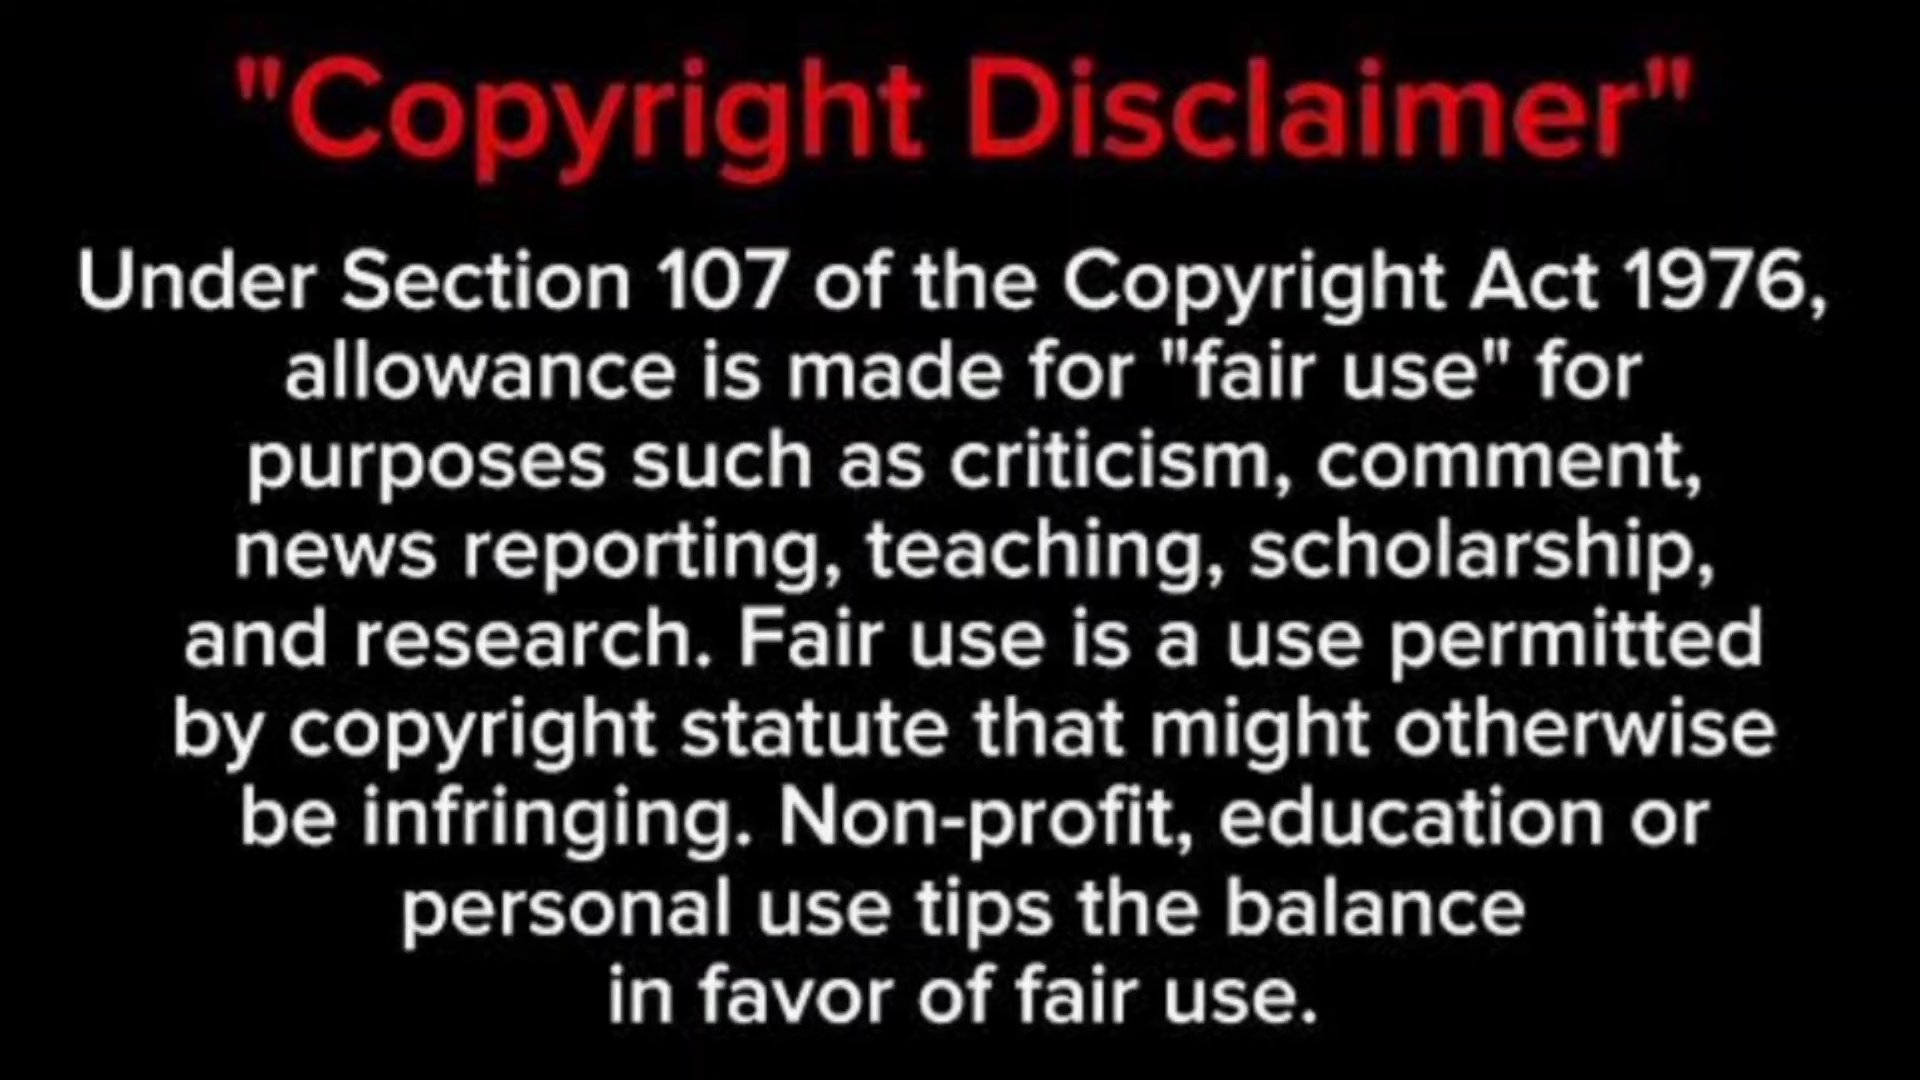 "Copyright Disclaimer"
Under Section 107 of the Copyright Act 1976,
allowance is made for "fair use" for
purposes such as criticism, comment,
news reporting, teaching, scholarship,
and research. Fair use is a use permitted
by copyright statute that might otherwise
be infringing. Non-profit, education or
personal use tips the balance
in favor of fair use.